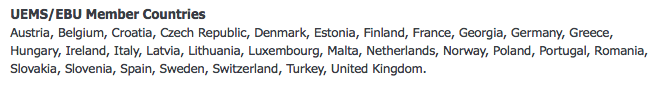 UEMS/EBU Member Countries
Austria, Belgium, Croatia, Czech Republic, Denmark, Estonia, Finland, France, Georgia, Germany, Greece,
Hungary, Ireland, Italy, Latvia, Lithuania, Luxembourg, Malta, Netherlands, Norway, Poland, Portugal, Romania,
Slovakia, Slovenia, Spain, Sweden, Switzerland, Turkey, United Kingdom.